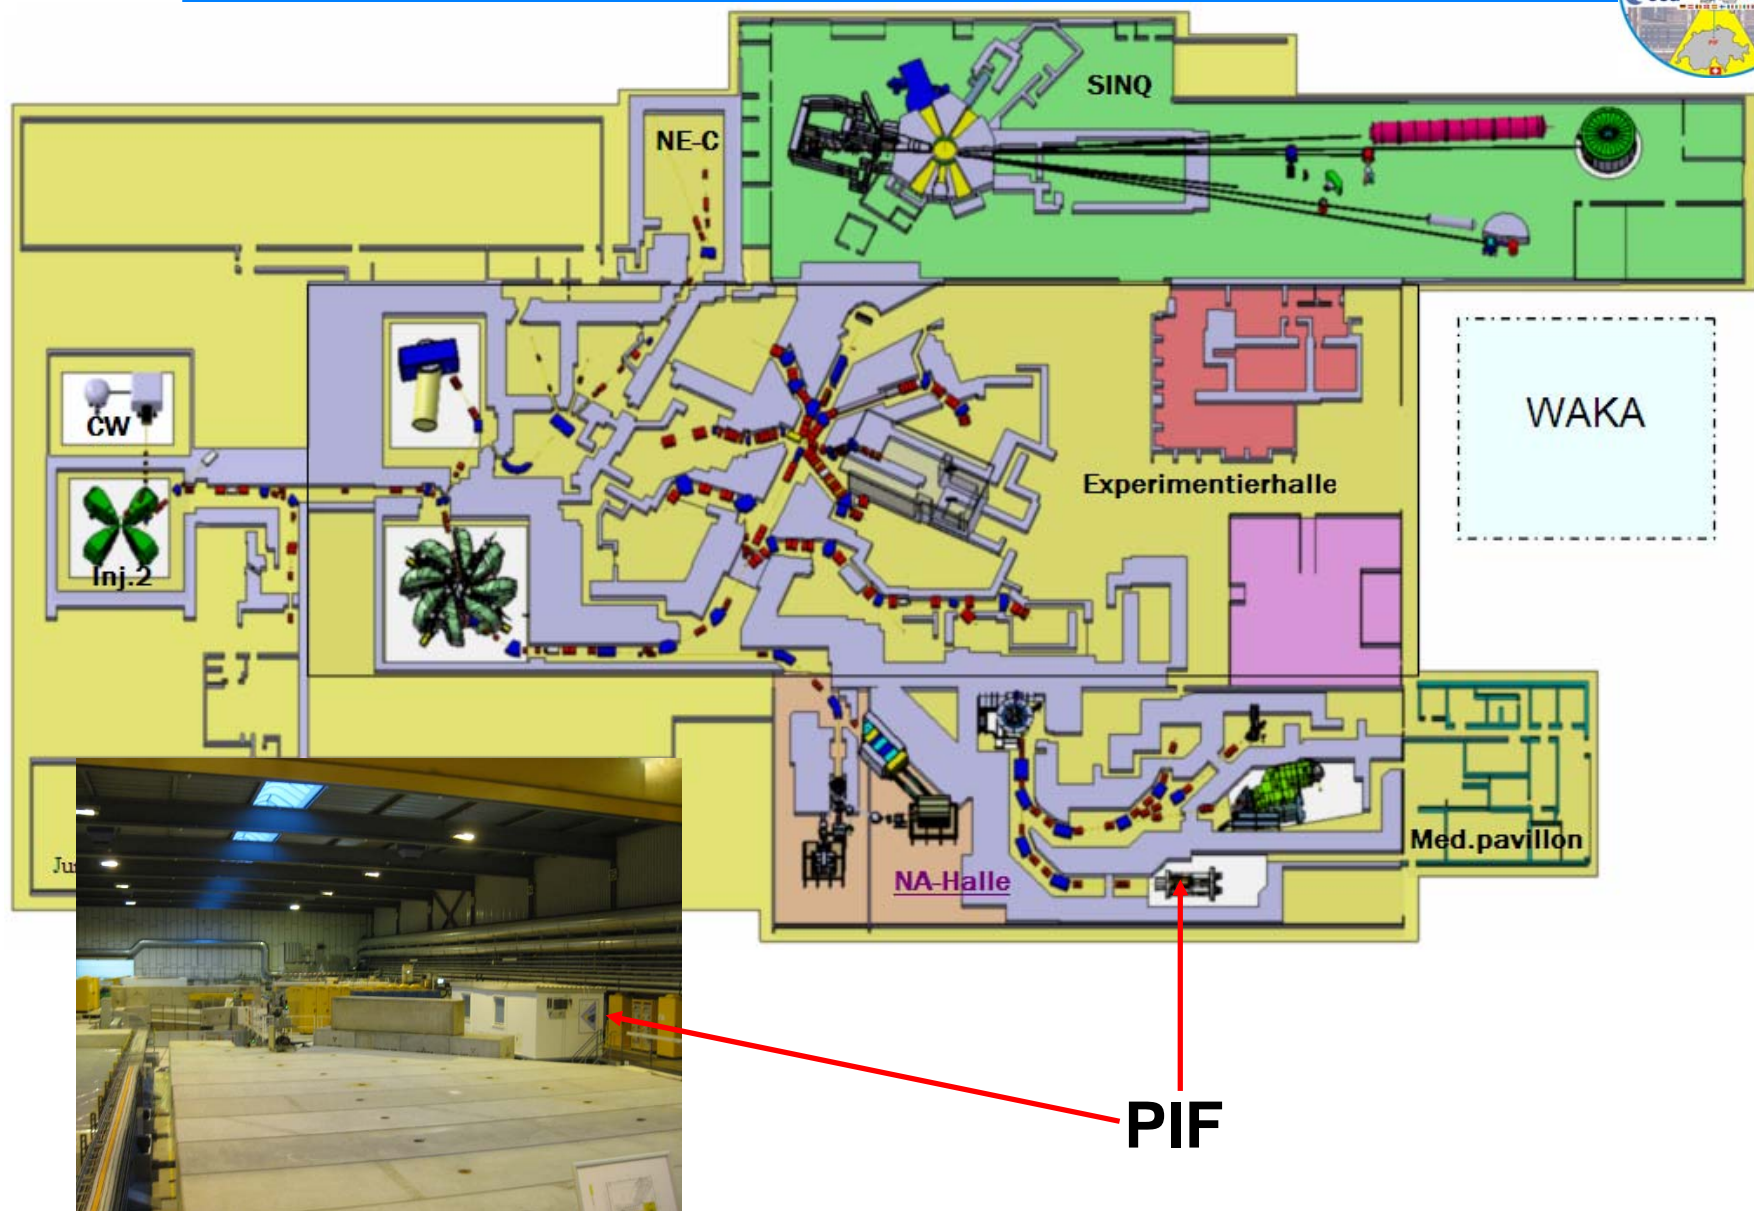 SINQ
NE-C
CW
WAKA
Experimentierhalle
Inj.2
Med.pavillon
NA-Halle
PIF